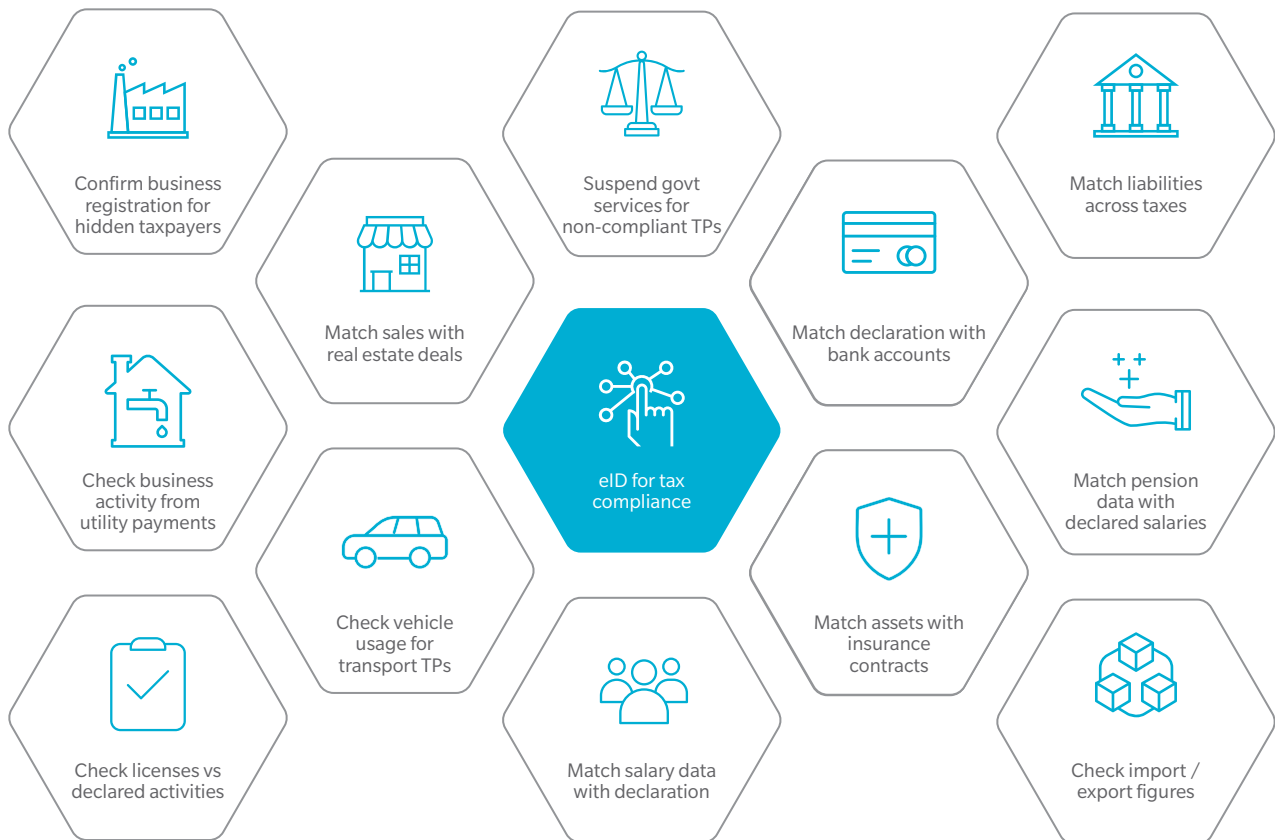 Confirm business
registration for
hidden taxpayers
Suspend govt
services for
non-compliant TPs
Match liabilities
across taxes
Match sales with
real estate deals
Match declaration with
bank accounts
Check business
activity from
utility payments
eID for tax
compliance
Match pension
data with
declared salaries
Check vehicle
usage for
transport TPs
Match assets with
insurance
contracts
Check licenses vs
declared activities
Match salary data
with declaration
Check import /
export figures